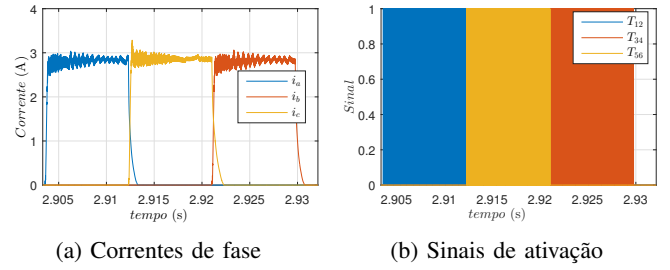 4
3
2
1
0
Corrente (A)
i_a
i_b
i_c
2.905 2.91 2.915 2.92 2.925 2.93
tempo (s)
(a) Correntes de fase
1
0.8
0.6
0.4
0.2
0
Sinal
T_12
T_34
T_56
2.905 2.91 2.915 2.92 2.925 2.93
tempo (s)
(b) Sinais de ativação